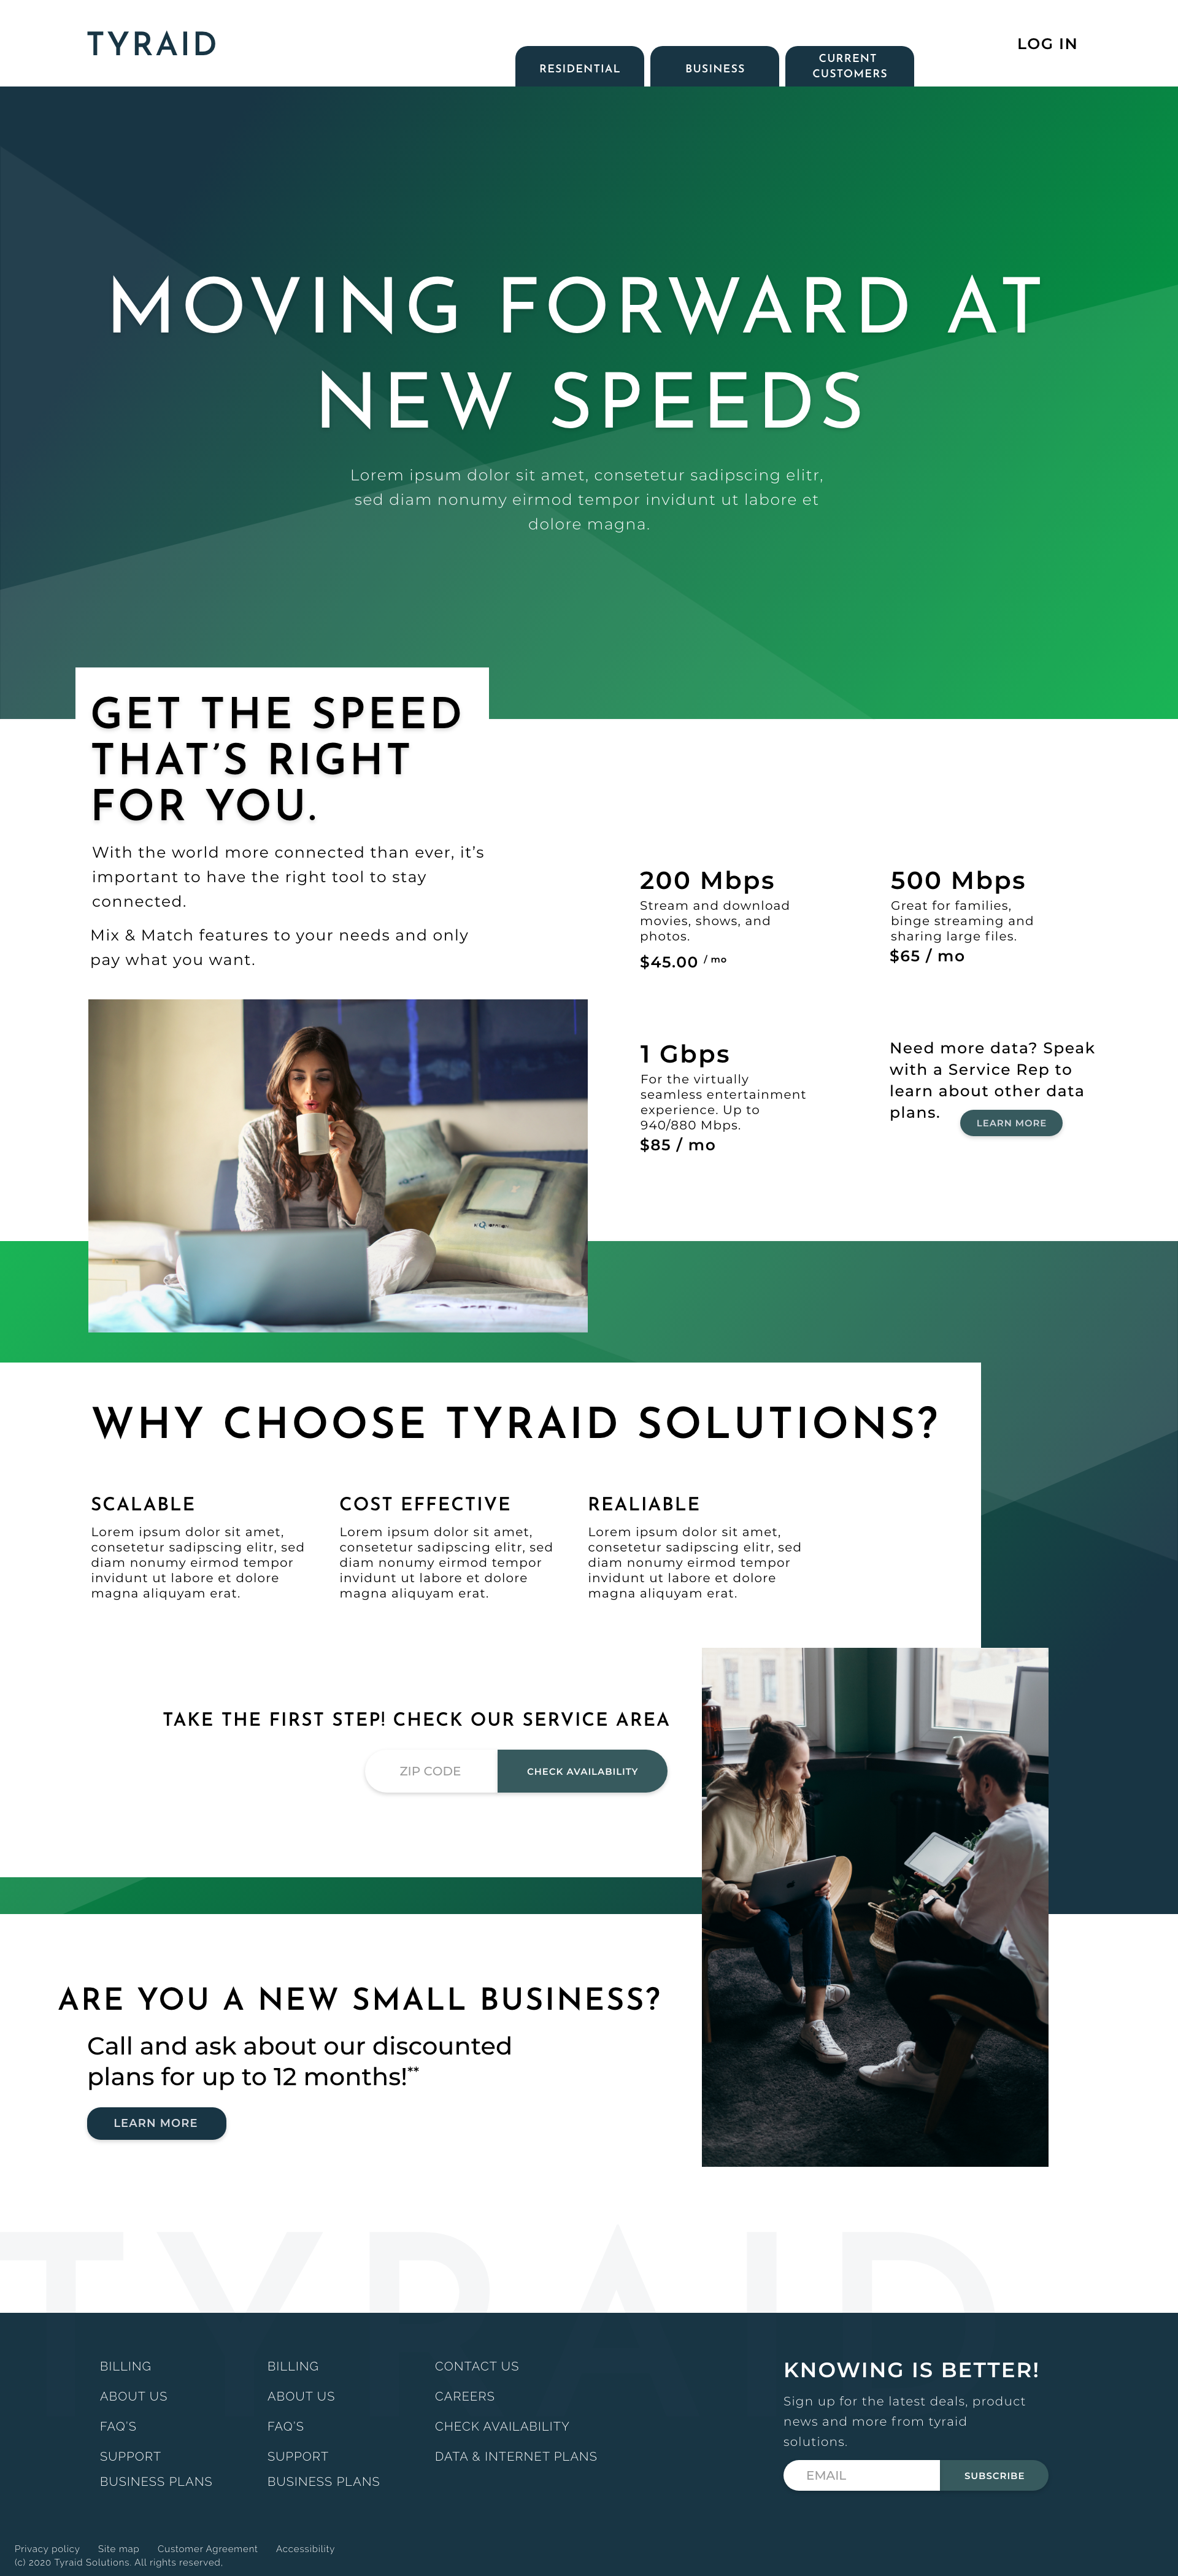 TYRAID
RESIDENTIAL
BUSINESS
CURRENT
CUSTOMERS
LOG IN
MOVING FORWARD AT
NEW SPEEDS
Lorem ipsum dolor sit amet, consetetur sadipscing elitr,
sed diam nonumy eirmod tempor invidunt ut labore et
dolore magna.
GET THE SPEED
THAT'S RIGHT
FOR YOU.
With the world more connected than ever, it's
important to have the right tool to stay
connected.
Mix & Match features to your needs and only
pay what you want.
200 Mbps
Stream and download
movies, shows, and
photos.
$45.00 / mo
500 Mbps
Great for families,
binge streaming and
sharing large files.
$65 / mo
1 Gbps
For the virtually
seamless entertainment
experience. Up to
940/880 Mbps.
$85 / mo
Need more data? Speak
with a Service Rep to
learn about other data
plans.
LEARN MORE
WHY CHOOSE TYRAID SOLUTIONS?
SCALABLE
Lorem ipsum dolor sit amet,
consetetur sadipscing elitr, sed
diam nonumy eirmod tempor
invidunt ut labore et dolore
magna aliquyam erat.
COST EFFECTIVE
Lorem ipsum dolor sit amet,
consetetur sadipscing elitr, sed
diam nonumy eirmod tempor
invidunt ut labore et dolore
magna aliquyam erat.
REALIABLE
Lorem ipsum dolor sit amet,
consetetur sadipscing elitr, sed
diam nonumy eirmod tempor
invidunt ut labore et dolore
magna aliquyam erat.
TAKE THE FIRST STEP! CHECK OUR SERVICE AREA
ZIP CODE
CHECK AVAILABILITY
ARE YOU A NEW SMALL BUSINESS?
Call and ask about our discounted
plans for up to 12 months!**
LEARN MORE
TYRAID
BILLING
ABOUT US
FAQ'S
SUPPORT
BUSINESS PLANS
BILLING
ABOUT US
FAQ'S
SUPPORT
BUSINESS PLANS
CONTACT US
CAREERS
CHECK AVAILABILITY
DATA & INTERNET PLANS
KNOWING IS BETTER!
Sign up for the latest deals, product
news and more from tyraid
solutions.
EMAIL
SUBSCRIBE
Privacy policy
Site map
Customer Agreement
Accessibility
(c) 2020 Tyraid Solutions. All rights reserved,